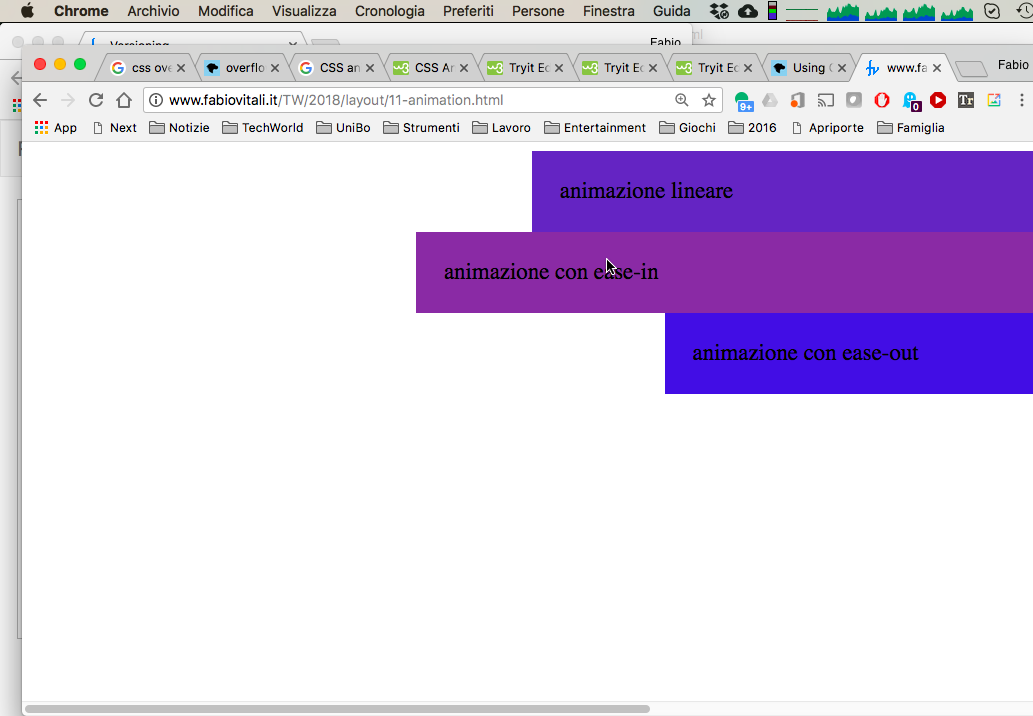 Chrome Archivio Modifica Visualizza Cronologia Preferiti Persone Finestra Guida
Fabio
css ove overflo CSS an CSS Ar Tryit Ec Tryit Ec Tryit Ec Using www.fa Fabio
www.fabiovitali.it/TW/2018/layout/11-animation.html 9+ 0 Tr
App Next Notizie TechWorld UniBo Strumenti Lavoro Entertainment Giochi 2016 Apriporte Famiglia
animazione lineare
animazione con ease-in
animazione con ease-out